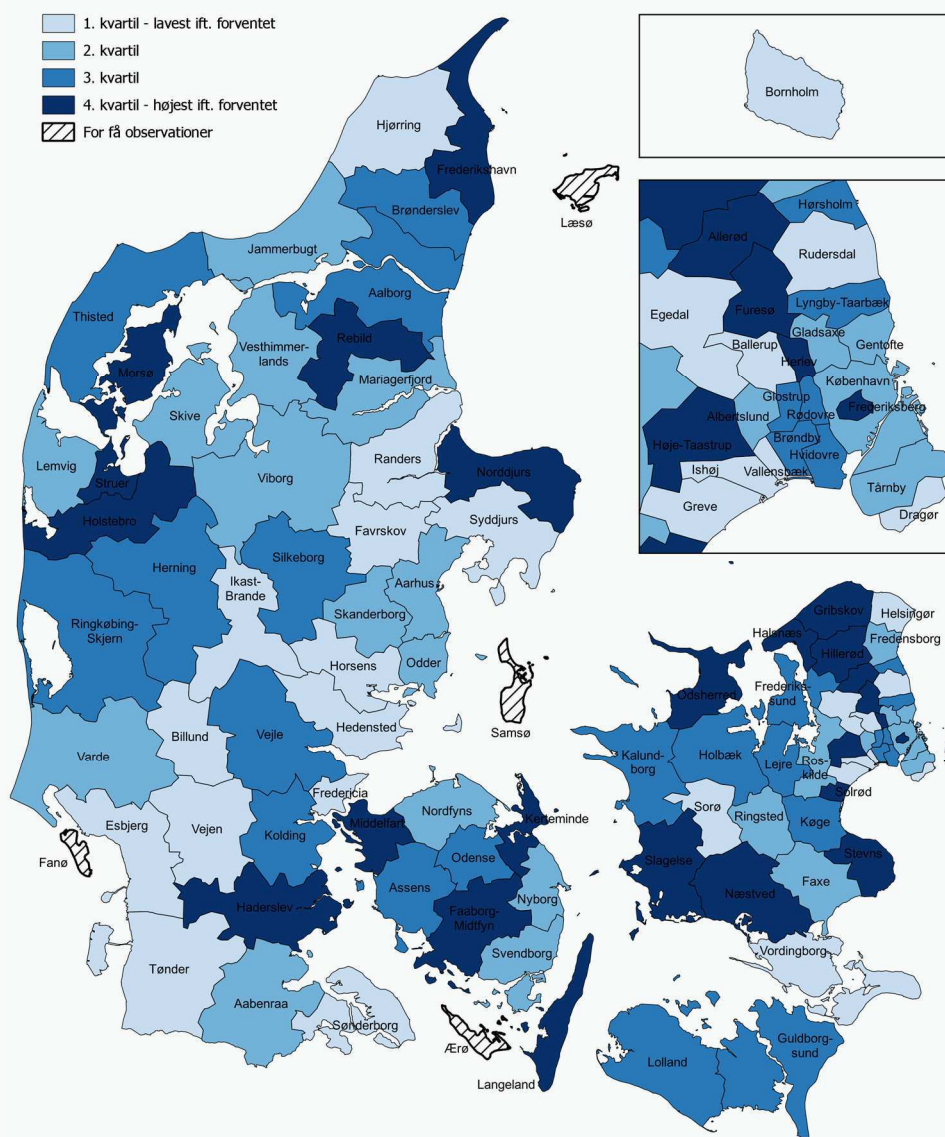 1. kvartil - lavest ift. forventet
2. kvartil
3. kvartil
4. kvartil - højest ift. forventet
For få observationer
Hjørring
Frederikshavn
Brønderslev
Læsø
Jammerbugt
Aalborg
Thisted
Rebild
Vesthimmer-
lands
Morsø
Mariagerfjord
Skive
Randers
Lemvig
Viborg
Norddjurs
Struer
Syddjurs
Holstebro
Favrskov
Silkeborg
Herning
Ikast-
Brande
Aarhus
Skanderborg
Ringkøbing-
Skjern
Horsens
Odder
Hedensted
Samsø
Billund
Vejle
Varde
Fredericia
Esbjerg
Vejen
Kolding
Fanø
Middelfart
Nordfyns
Kerteminde
Odense
Assens
Nyborg
Haderslev
Faaborg-
Midtfyn
Svendborg
Tønder
Aabenraa
Sønderborg
Ærø
Langeland
Bornholm
Hørsholm
Allerød
Rudersdal
Egedal
Furesø
Lyngby-Taarbæk
Gladsaxe
Ballerup
Gentofte
Herlev
København
Glostrup
Frederiksberg
Albertslund
Rødovre
Høje-Taastrup
Brøndby
Hvidovre
Ishøj
Vallensbæk
Tårnby
Greve
Dragør
Gribskov
Helsingør
Halsnæs
Fredensborg
Hillerød
Odsherred
Frederiks-
sund
Kalund-
borg
Holbæk
Lejre
Ros-
kilde
Solrød
Sorø
Ringsted
Køge
Stevns
Slagelse
Næstved
Faxe
Vordingborg
Guldborg-
sund
Lolland